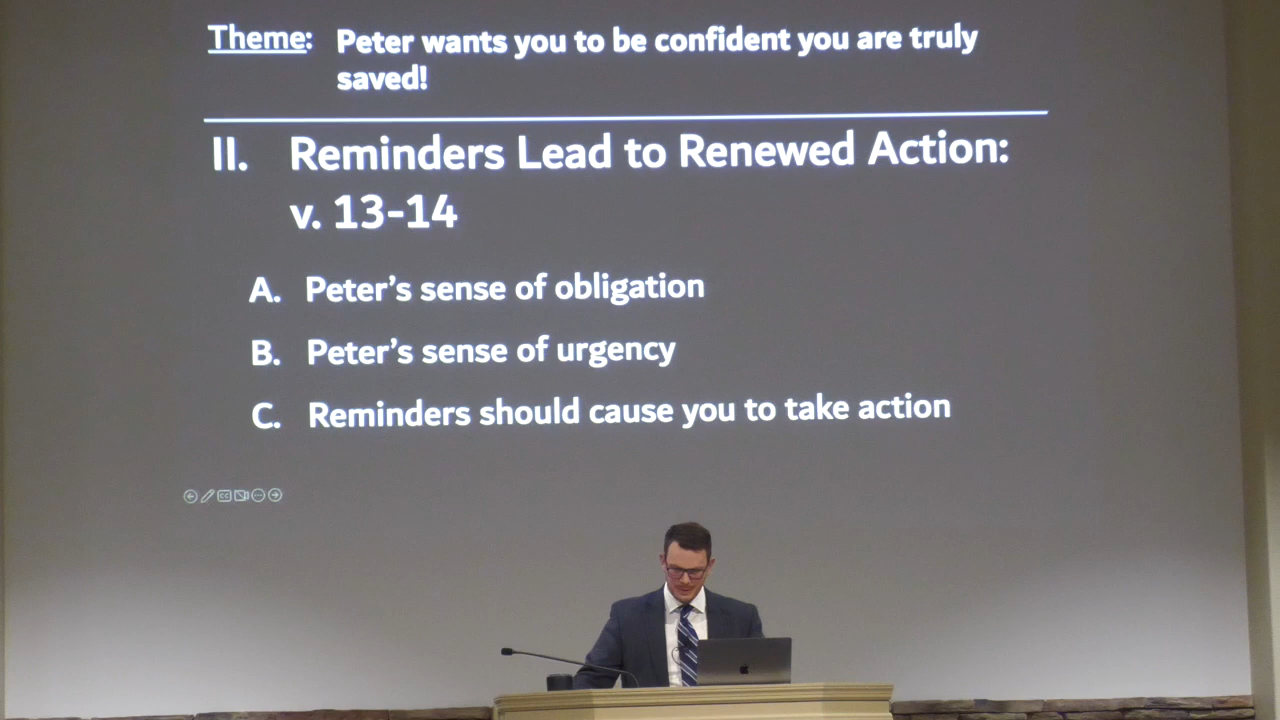 Theme: Peter wants you to be confident you are truly
saved!
II. Reminders Lead to Renewed Action:
v. 13-14
A. Peter's sense of obligation
B. Peter's sense of urgency
C. Reminders should cause you to take action
CC